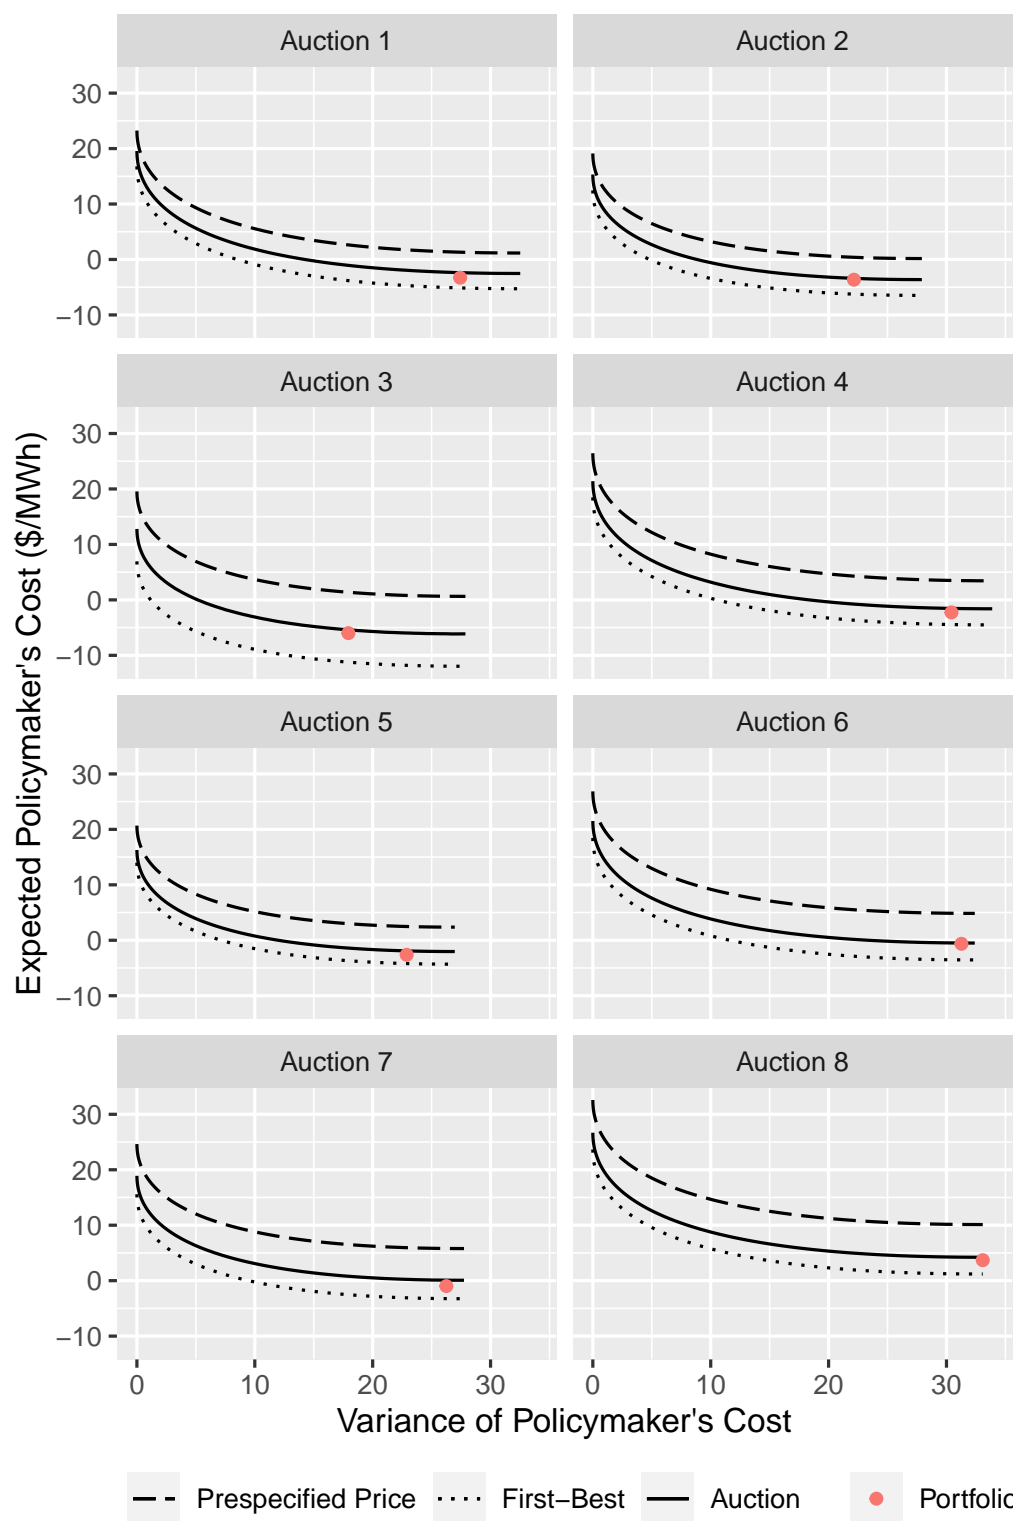 Auction 1
Auction 2
30
20
10
0
−10
Auction 3
Auction 4
30
20
10
0
−10
Expected Policymaker's Cost ($/MWh)
Auction 5
Auction 6
30
20
10
0
−10
Auction 7
Auction 8
30
20
10
0
−10
0 10 20 30 0 10 20 30
Variance of Policymaker's Cost
Prespecified Price First−Best Auction Portfolio